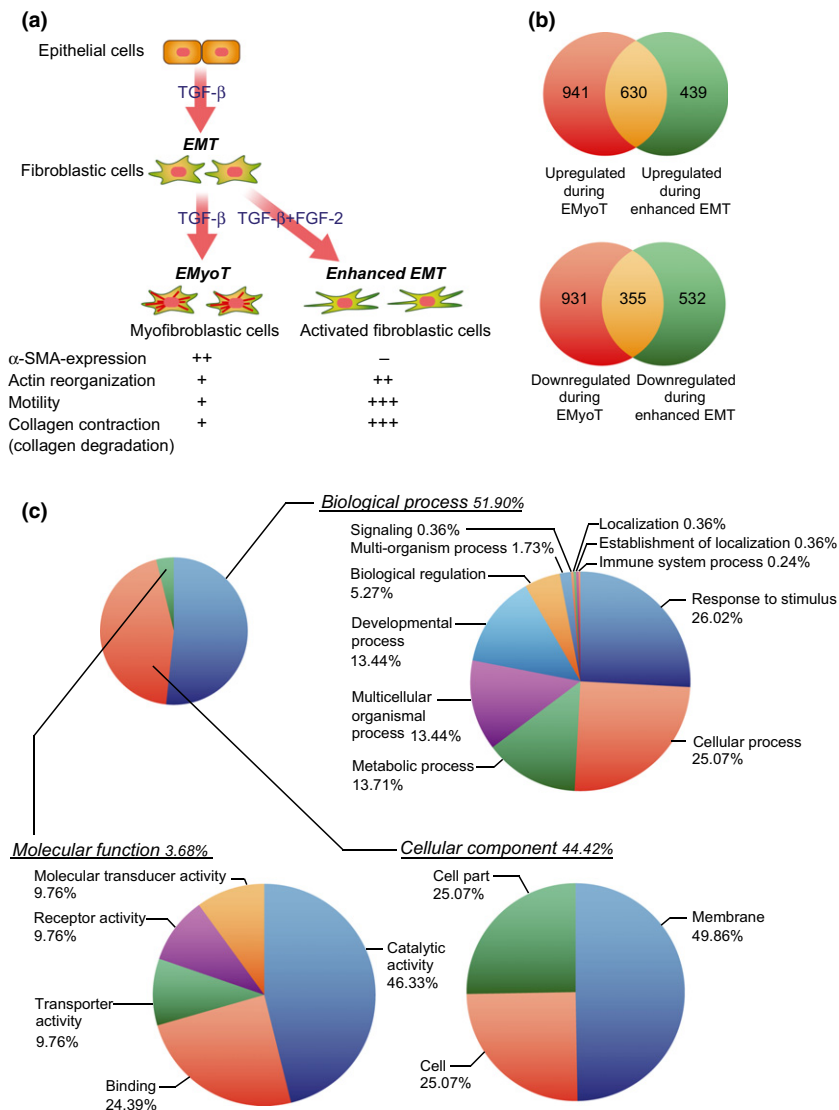 (a)
Epithelial cells
TGF-β
EMT
Fibroblastic cells
TGF-β
TGF-β+FGF-2
EMyoT
Enhanced EMT
Myofibroblastic cells
Activated fibroblastic cells
α-SMA-expression ++ –
Actin reorganization + ++
Motility + +++
Collagen contraction + +++
(collagen degradation)
(b)
941 630 439
Upregulated
during
EMyoT
Upregulated
during
enhanced EMT
931 355 532
Downregulated
during
EMyoT
Downregulated
during
enhanced EMT
(c)
Biological process 51.90%
Signaling 0.36%
Multi-organism process 1.73%
Biological regulation
5.27%
Developmental
process
13.44%
Multicellular
organismal
process 13.44%
Metabolic process
13.71%
Localization 0.36%
Establishment of localization 0.36%
Immune system process 0.24%
Response to stimulus
26.02%
Cellular process
25.07%
Molecular function 3.68%
Molecular transducer activity
9.76%
Receptor activity
9.76%
Transporter
activity
9.76%
Binding
24.39%
Catalytic
activity
46.33%
Cellular component 44.42%
Cell part
25.07%
Membrane
49.86%
Cell
25.07%